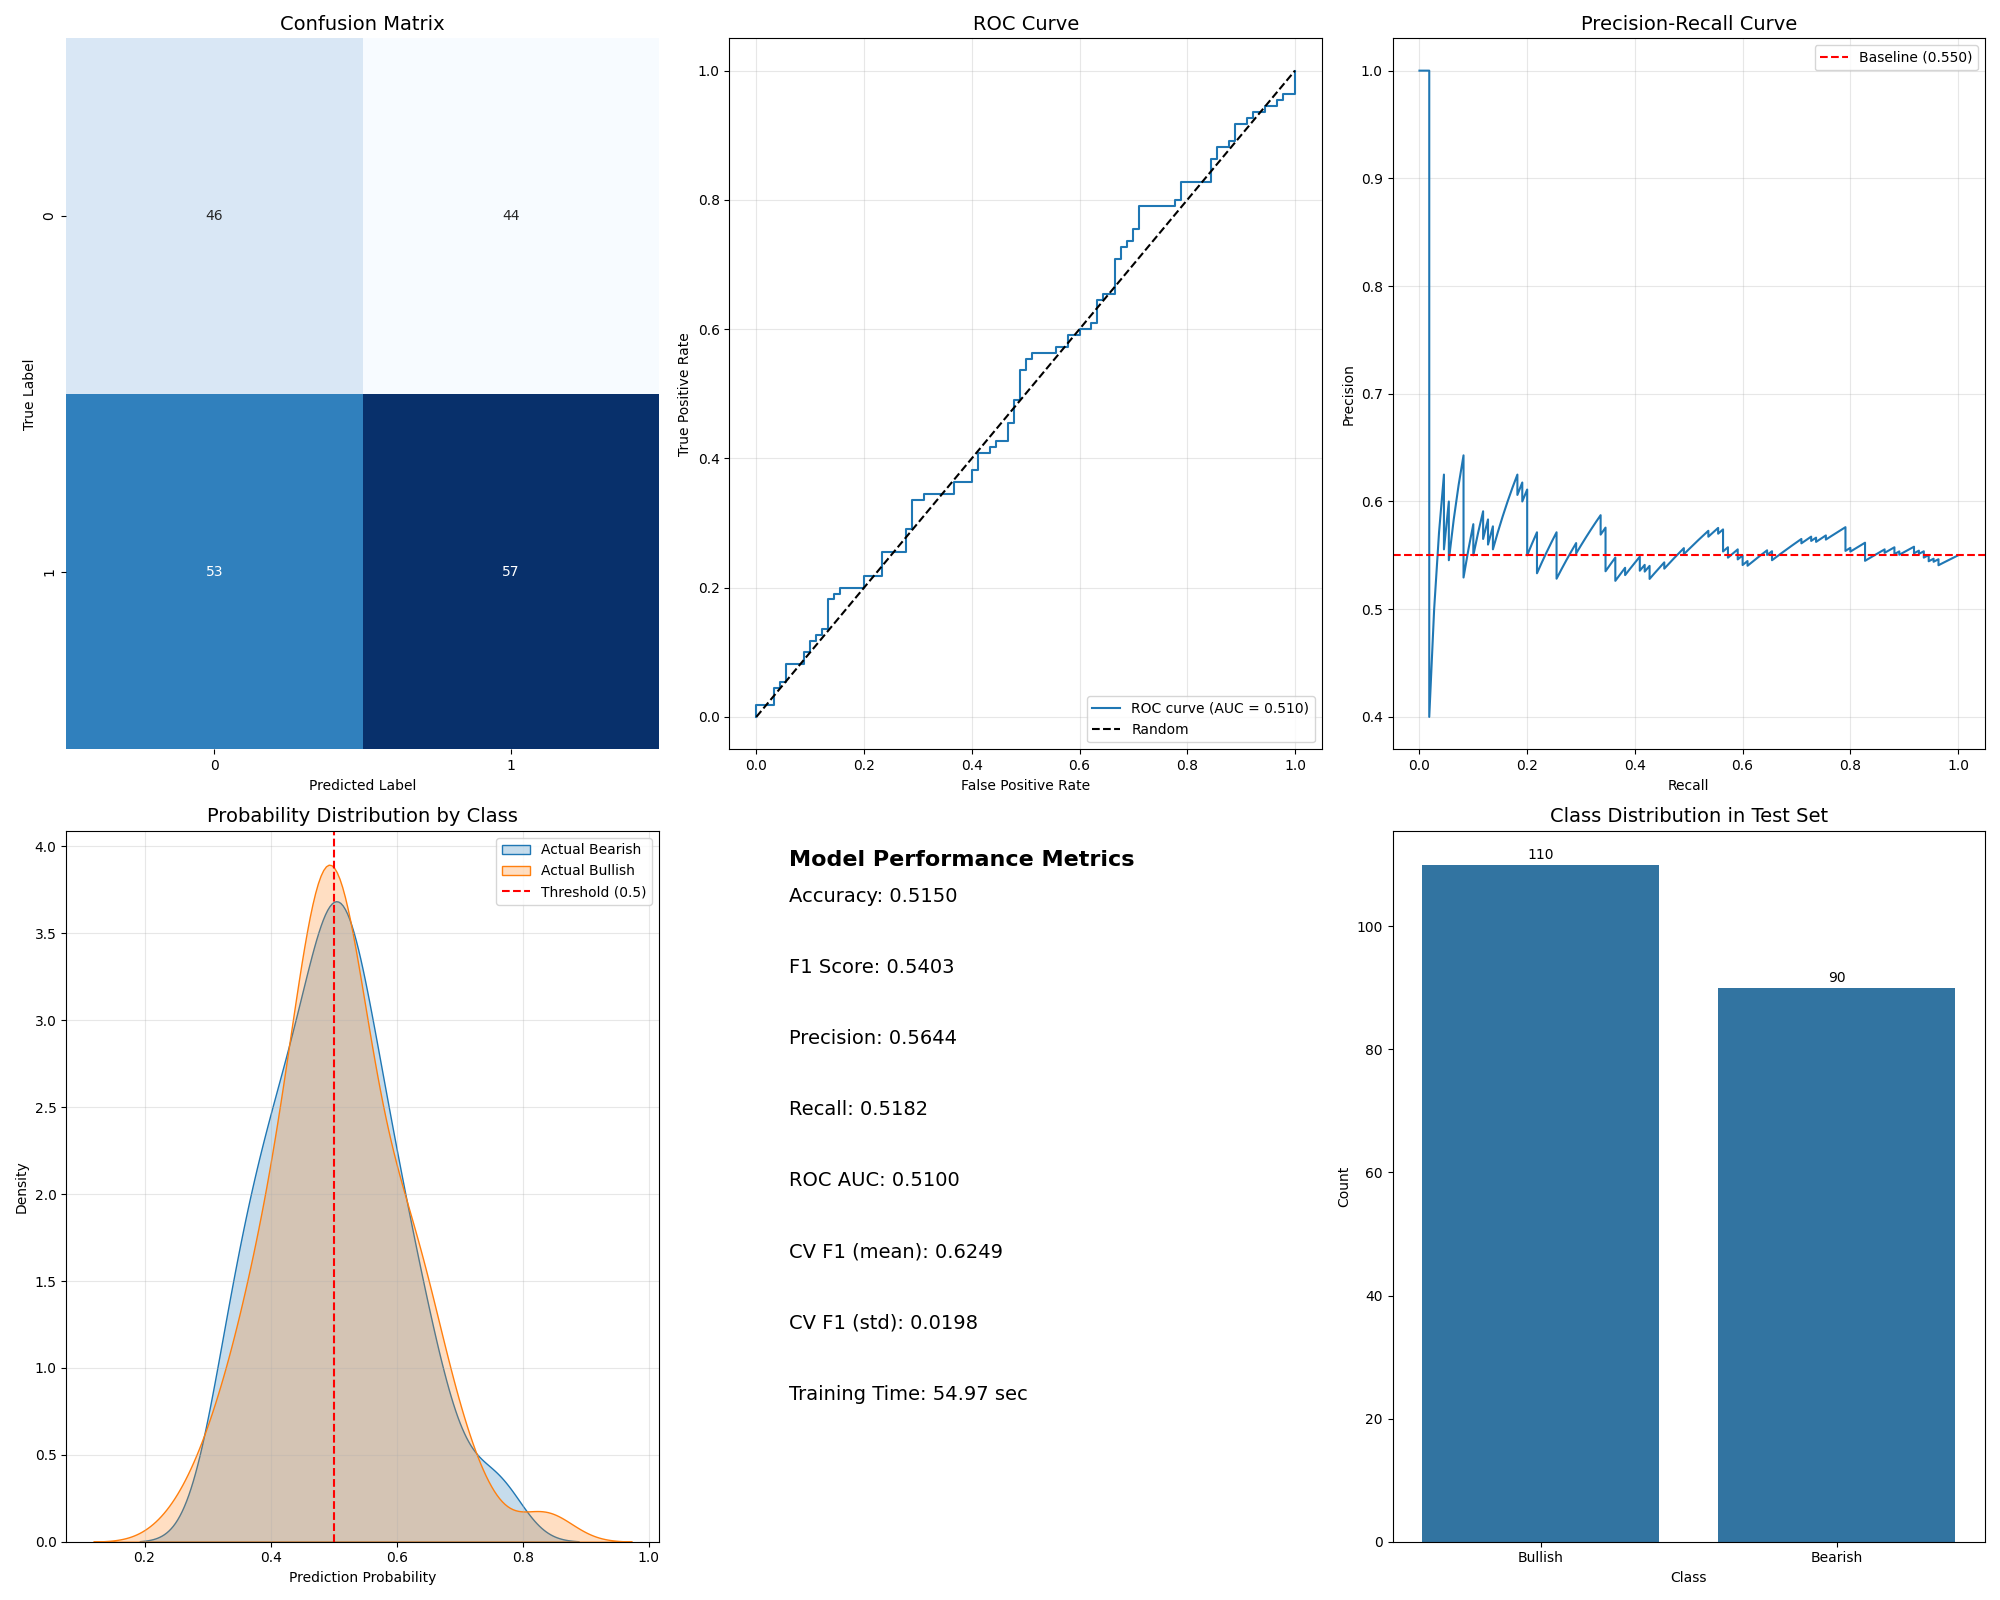 Confusion Matrix
0
1
True Label
46
44
53
57
0
1
Predicted Label
ROC Curve
1.0
0.8
0.6
0.4
0.2
0.0
True Positive Rate
ROC curve (AUC = 0.510)
Random
0.0
0.2
0.4
0.6
0.8
1.0
False Positive Rate
Precision-Recall Curve
Baseline (0.550)
1.0
0.9
0.8
0.7
0.6
0.5
0.4
Precision
0.0
0.2
0.4
0.6
0.8
1.0
Recall
Probability Distribution by Class
Actual Bearish
Actual Bullish
Threshold (0.5)
4.0
3.5
3.0
2.5
2.0
1.5
1.0
0.5
0.0
Density
0.2
0.4
0.6
0.8
1.0
Prediction Probability
Model Performance Metrics
Accuracy: 0.5150
F1 Score: 0.5403
Precision: 0.5644
Recall: 0.5182
ROC AUC: 0.5100
CV F1 (mean): 0.6249
CV F1 (std): 0.0198
Training Time: 54.97 sec
Class Distribution in Test Set
110
90
100
80
60
40
20
0
Count
Bullish
Bearish
Class